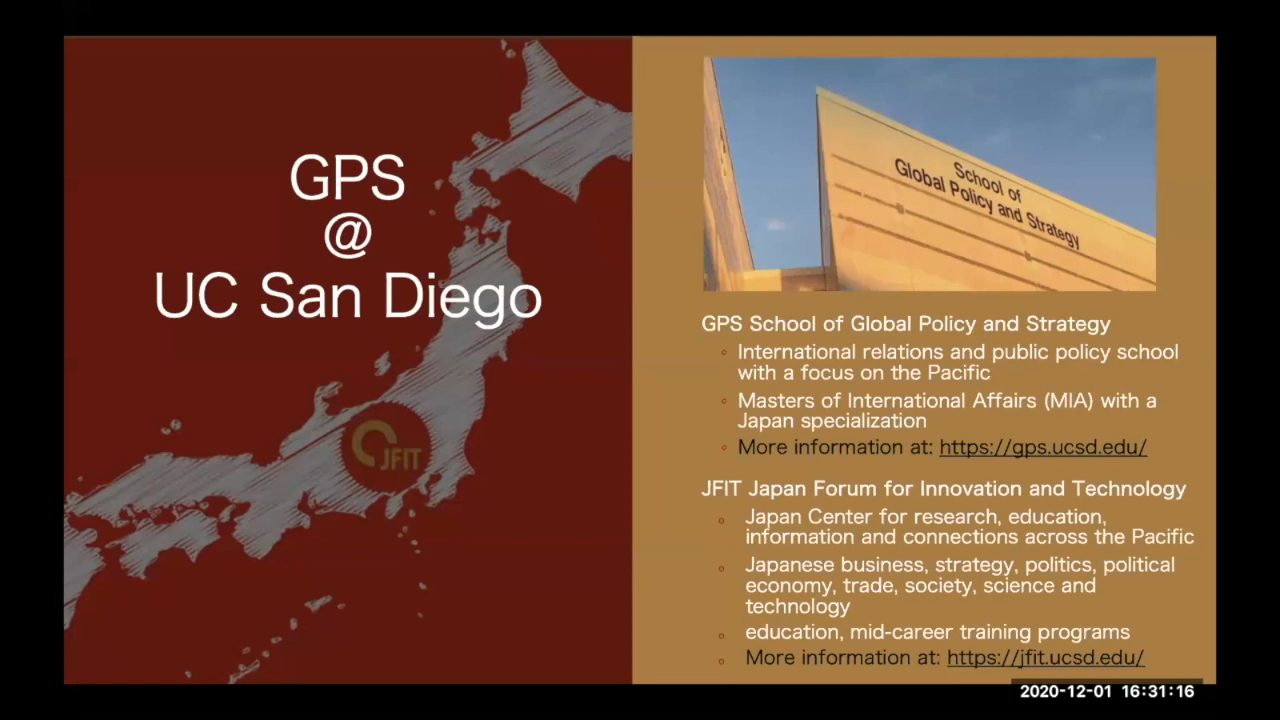 GPS
@
UC San Diego
JFIT
School of
Global Policy and Strategy
GPS School of Global Policy and Strategy
◦ International relations and public policy school
with a focus on the Pacific
◦ Masters of International Affairs (MIA) with a
Japan specialization
◦ More information at: https://gps.ucsd.edu/
JFIT Japan Forum for Innovation and Technology
◦ Japan Center for research, education,
information and connections across the Pacific
◦ Japanese business, strategy, politics, political
economy, trade, society, science and
technology
◦ education, mid-career training programs
◦ More information at: https://jfit.ucsd.edu/
2020-12-01 16:31:16